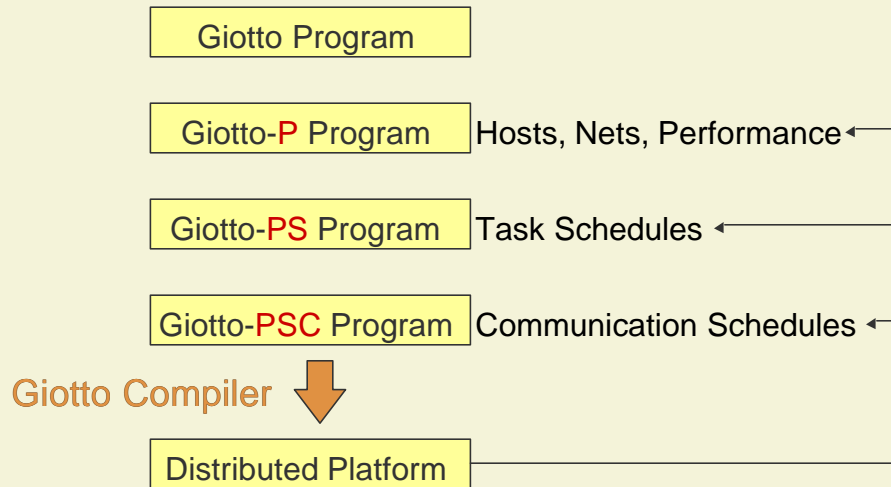 Giotto Program
Giotto-P Program Hosts, Nets, Performance
Giotto-PS Program Task Schedules
Giotto-PSC Program Communication Schedules
Giotto Compiler
Distributed Platform